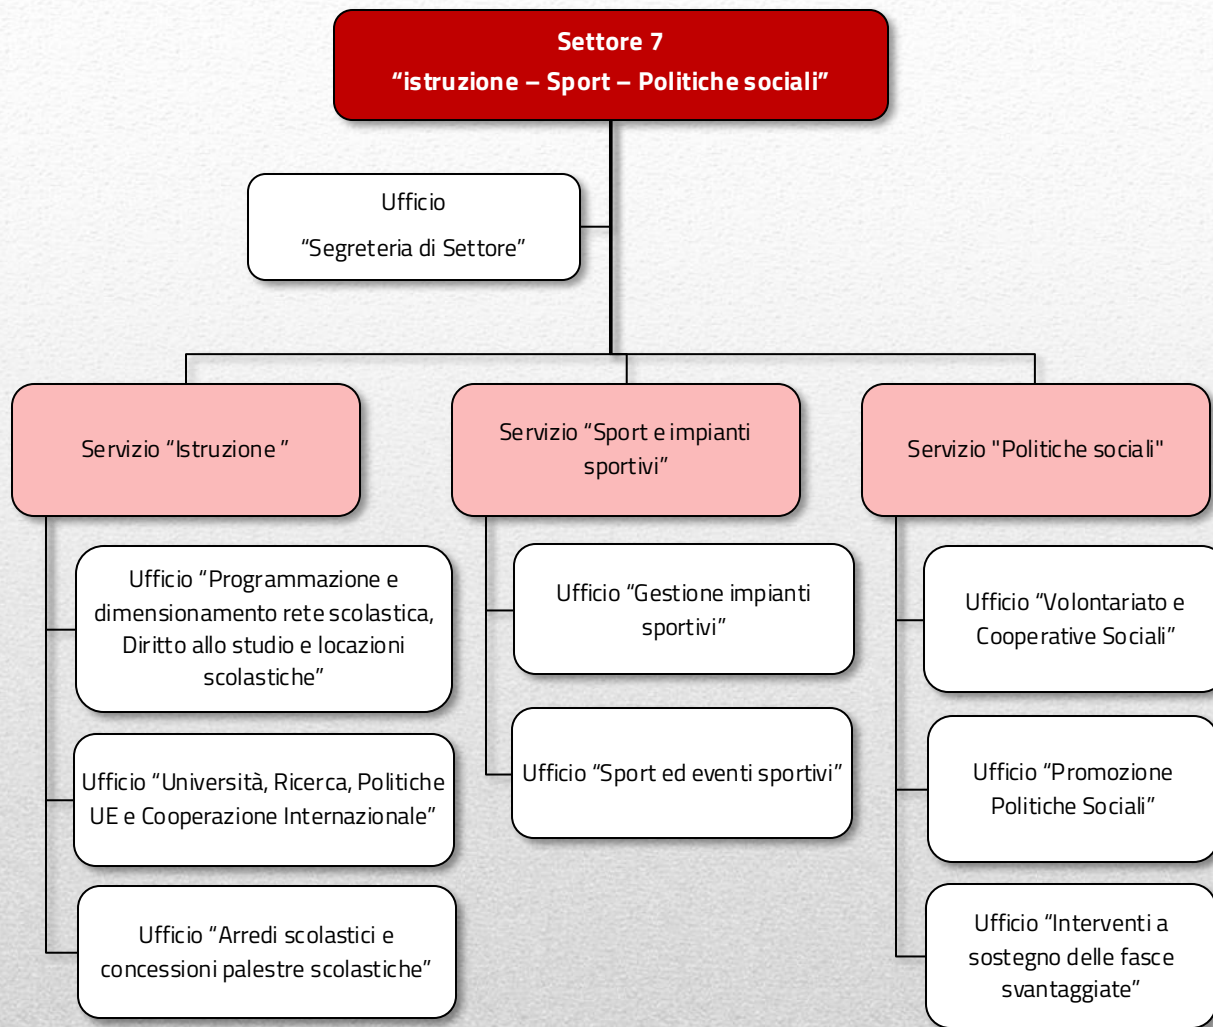 Settore 7
“istruzione – Sport – Politiche sociali”
Ufficio
“Segreteria di Settore”
Servizio “Istruzione ”
Ufficio “Programmazione e
dimensionamento rete scolastica,
Diritto allo studio e locazioni
scolastiche”
Ufficio “Università, Ricerca, Politiche
UE e Cooperazione Internazionale”
Ufficio “Arredi scolastici e
concessioni palestre scolastiche”
Servizio “Sport e impianti
sportivi”
Ufficio “Gestione impianti
sportivi”
Ufficio “Sport ed eventi sportivi”
Servizio "Politiche sociali"
Ufficio “Volontariato e
Cooperative Sociali”
Ufficio “Promozione
Politiche Sociali”
Ufficio “Interventi a
sostegno delle fasce
svantaggiate”